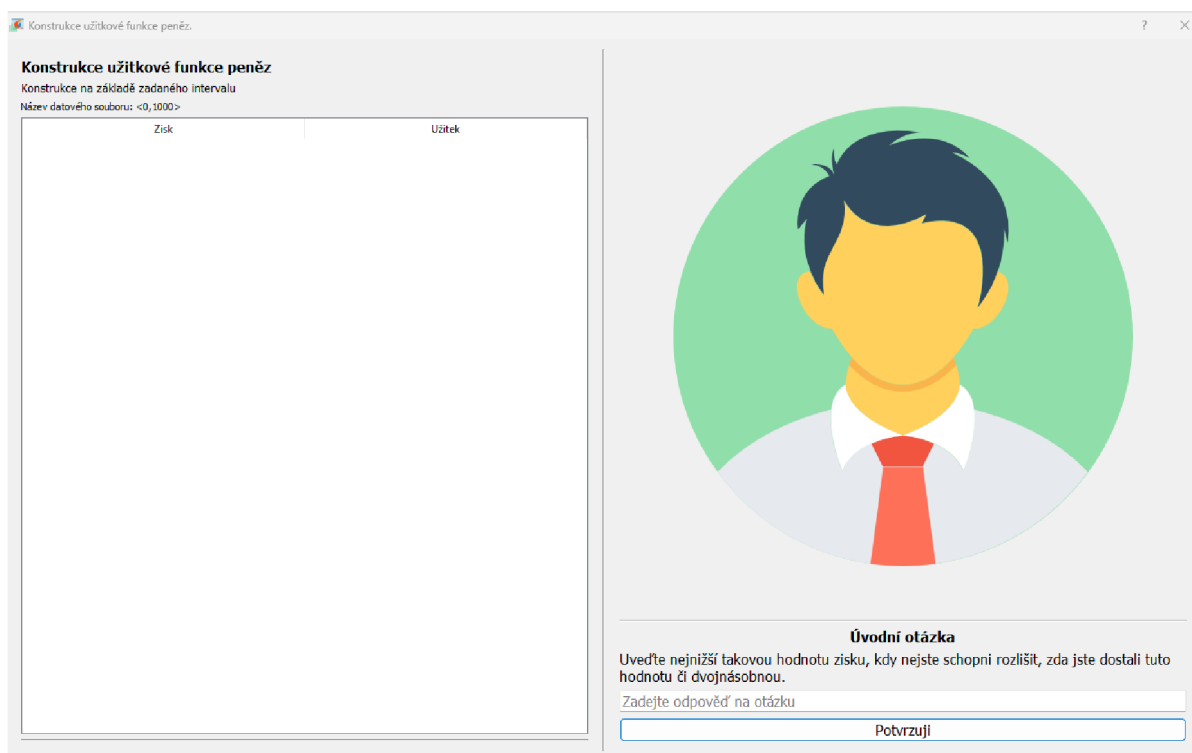 Konstrukce užitkové funkce peněz.
?
Konstrukce užitkové funkce peněz
Konstrukce na základě zadaného intervalu
Název datového souboru: <0,1000>
Zisk
Užitek
Úvodní otázka
Uveďte nejnižší takovou hodnotu zisku, kdy nejste schopni rozlišit, zda jste dostali tuto
hodnotu či dvojnásobnou.
Zadejte odpověď na otázku
Potvrzuji